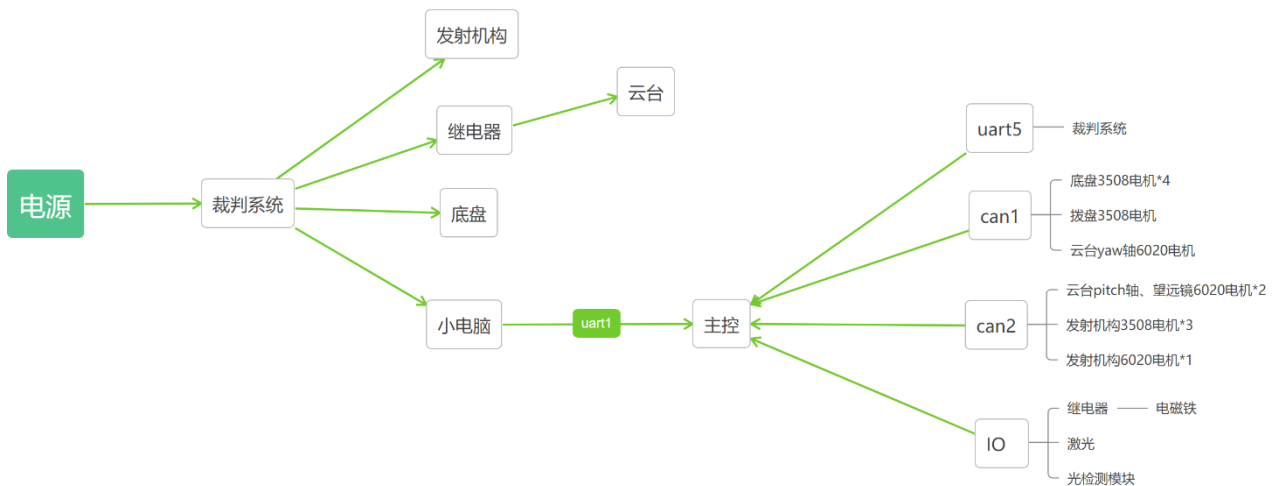 电源
裁判系统
发射机构
继电器
云台
底盘
小电脑
uart1
主控
uart5
裁判系统
can1
底盘3508电机*4
拨盘3508电机
云台yaw轴6020电机
can2
云台pitch轴、望远镜6020电机*2
发射机构3508电机*3
发射机构6020电机*1
IO
继电器
电磁铁
激光
光检测模块